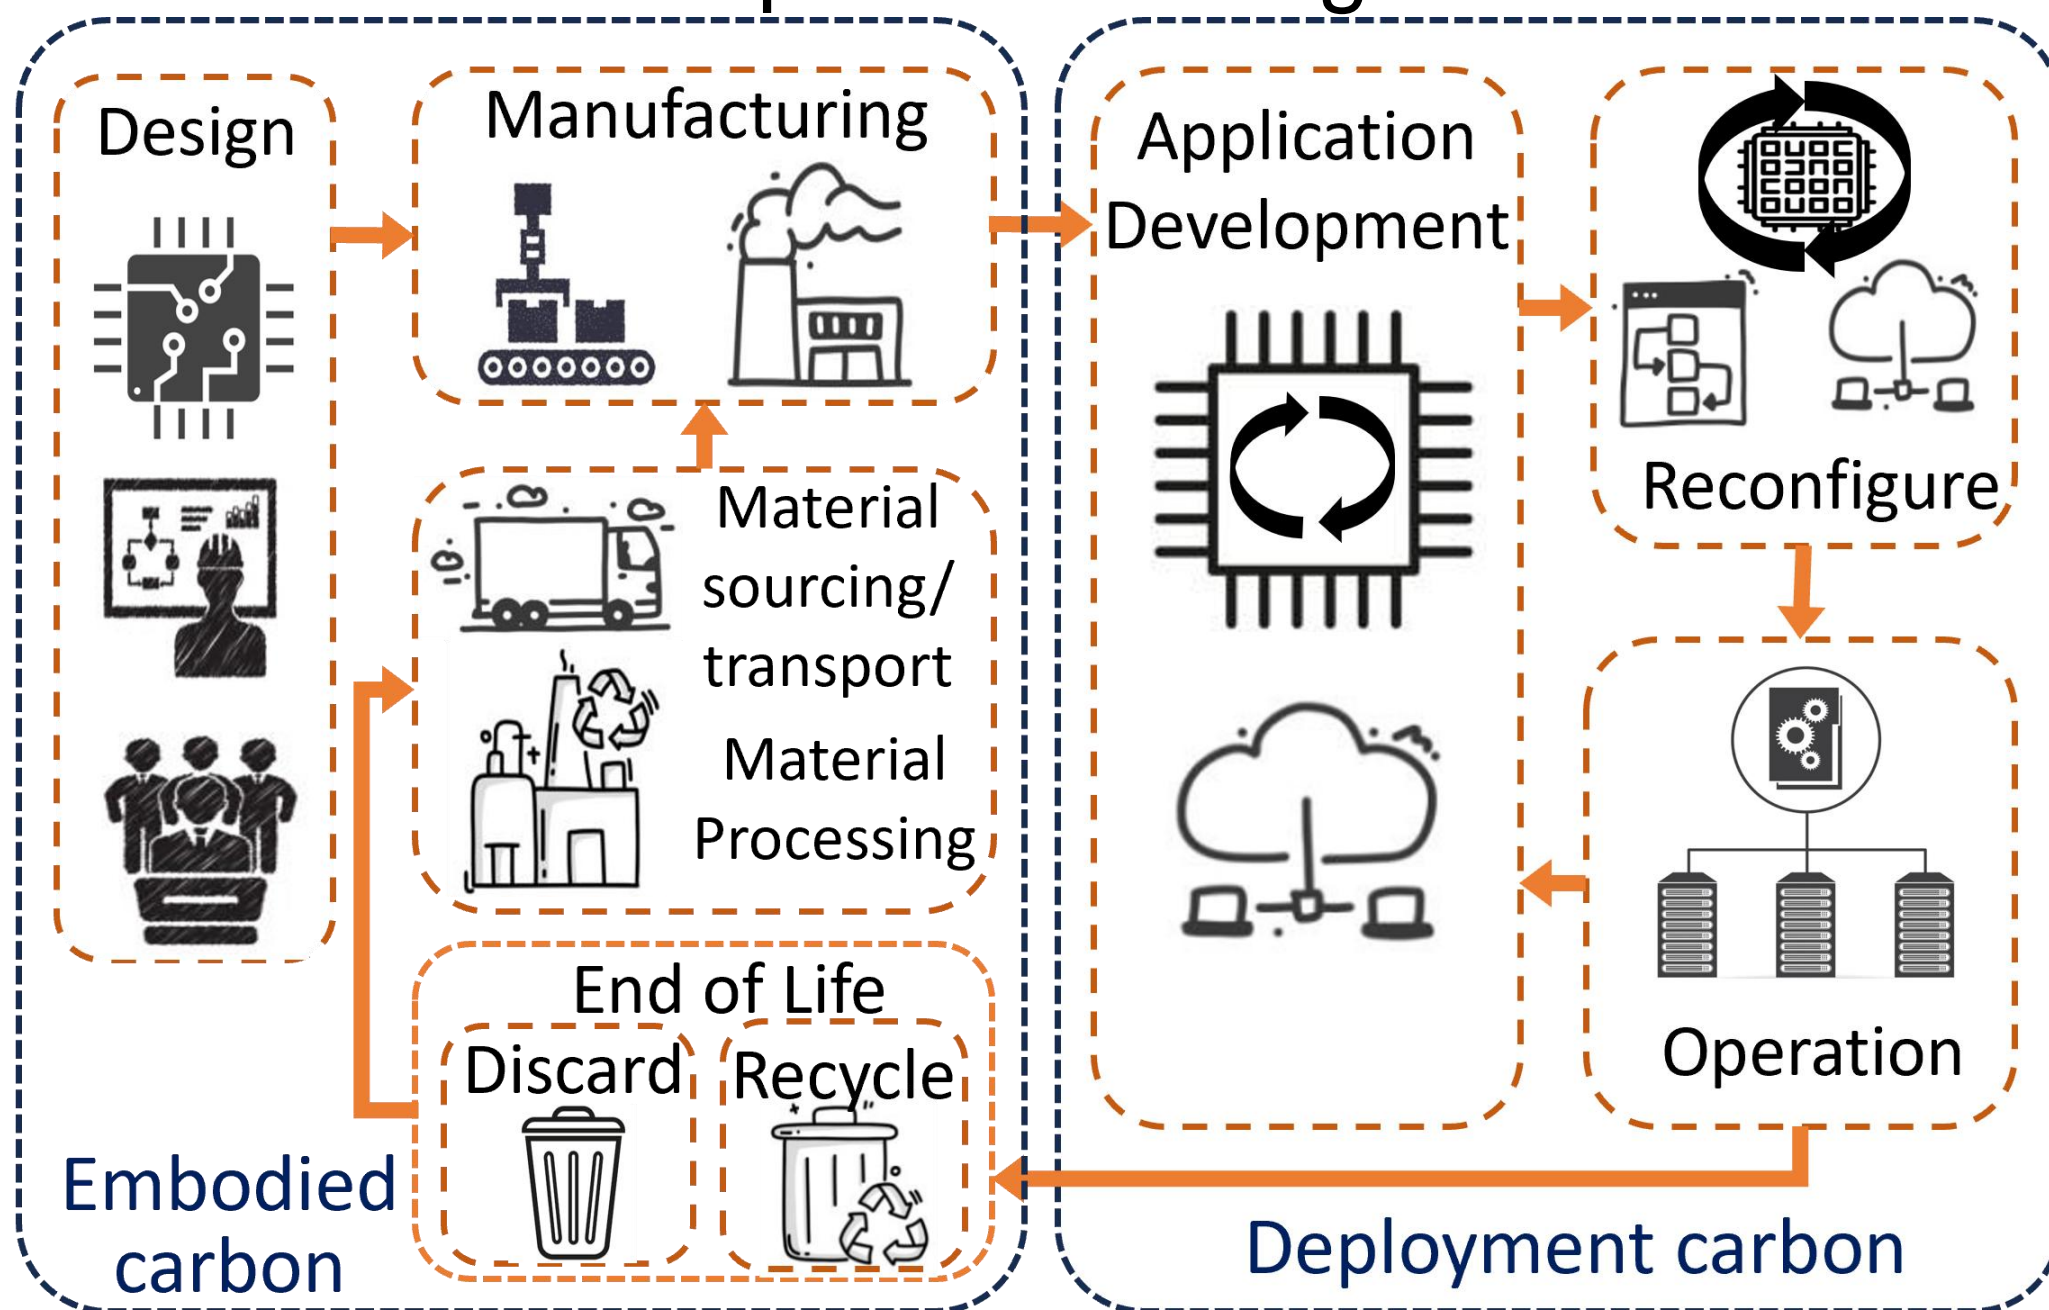 Design
Manufacturing
Material
sourcing/
transport
Material
Processing
End of Life
Discard
Recycle
Embodied
carbon
Application
Development
Reconfigure
Operation
Deployment carbon